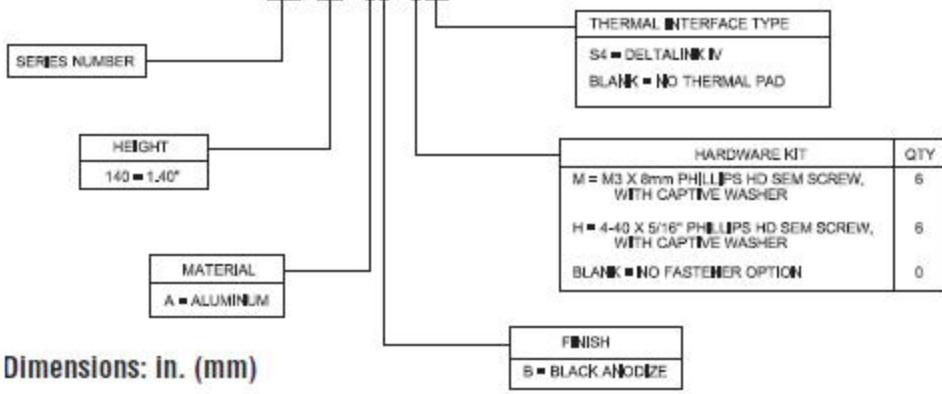 THERMAL INTERFACE TYPE
S4 = DELTALINK IV
BLANK = NO THERMAL PAD
SERIES NUMBER
HEIGHT
140 = 1.40"
HARDWARE KIT QTY
M = M3 X 8mm PHILLIPS HD SEM SCREW, 6
WITH CAPTIVE WASHER
H = 4-40 X 5/16" PHILLIPS HD SEM SCREW, 6
WITH CAPTIVE WASHER
BLANK = NO FASTENER OPTION 0
MATERIAL
A = ALUMINUM
FINISH
B = BLACK ANODIZE
Dimensions: in. (mm)